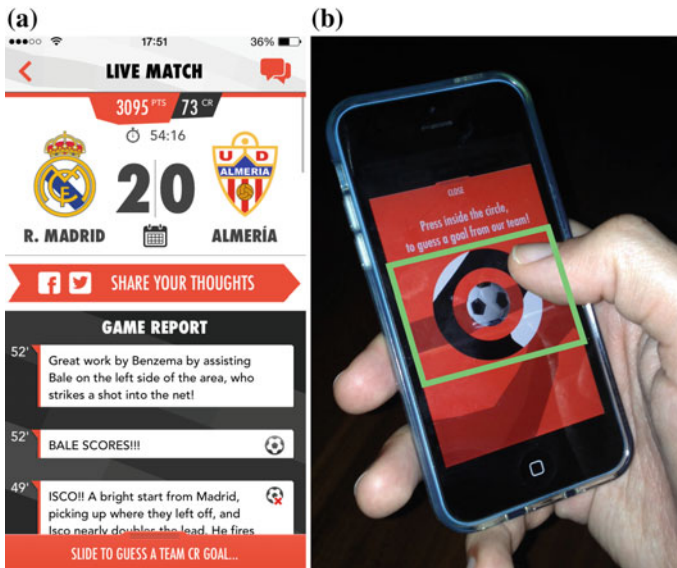 (a)
17:51
36%
LIVE MATCH
3095 PTS 73 CR
54:16
2 0
UD
ALMERIA
R. MADRID
ALMERÍA
SHARE YOUR THOUGHTS
GAME REPORT
52'
Great work by Benzema by assisting
Bale on the left side of the area, who
strikes a shot into the net!
52'
BALE SCORES!!!
49'
ISCO!! A bright start from Madrid,
picking up where they left off, and
Isco nearly doubles the lead. He fires
SLIDE TO GUESS A TEAM CR GOAL...
(b)
CLOSE
Press inside the circle,
to guess a goal from our team!